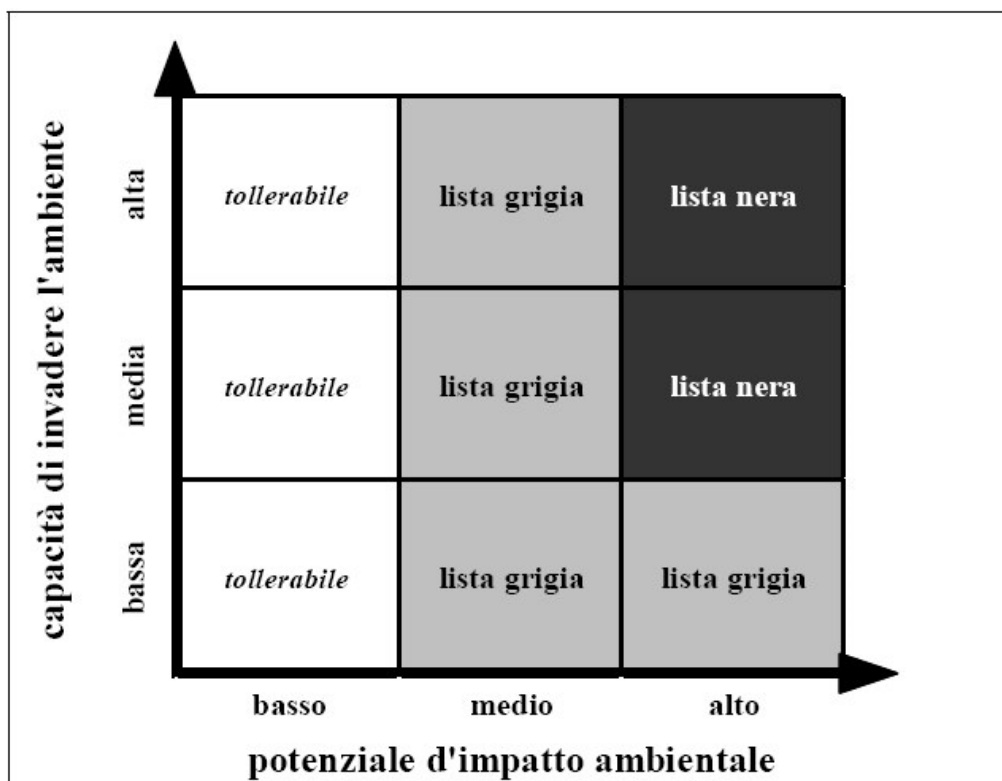 capacità di invadere l'ambiente
alta
tollerabile
lista grigia
lista nera
media
tollerabile
lista grigia
lista nera
bassa
tollerabile
lista grigia
lista grigia
basso
medio
alto
potenziale d'impatto ambientale